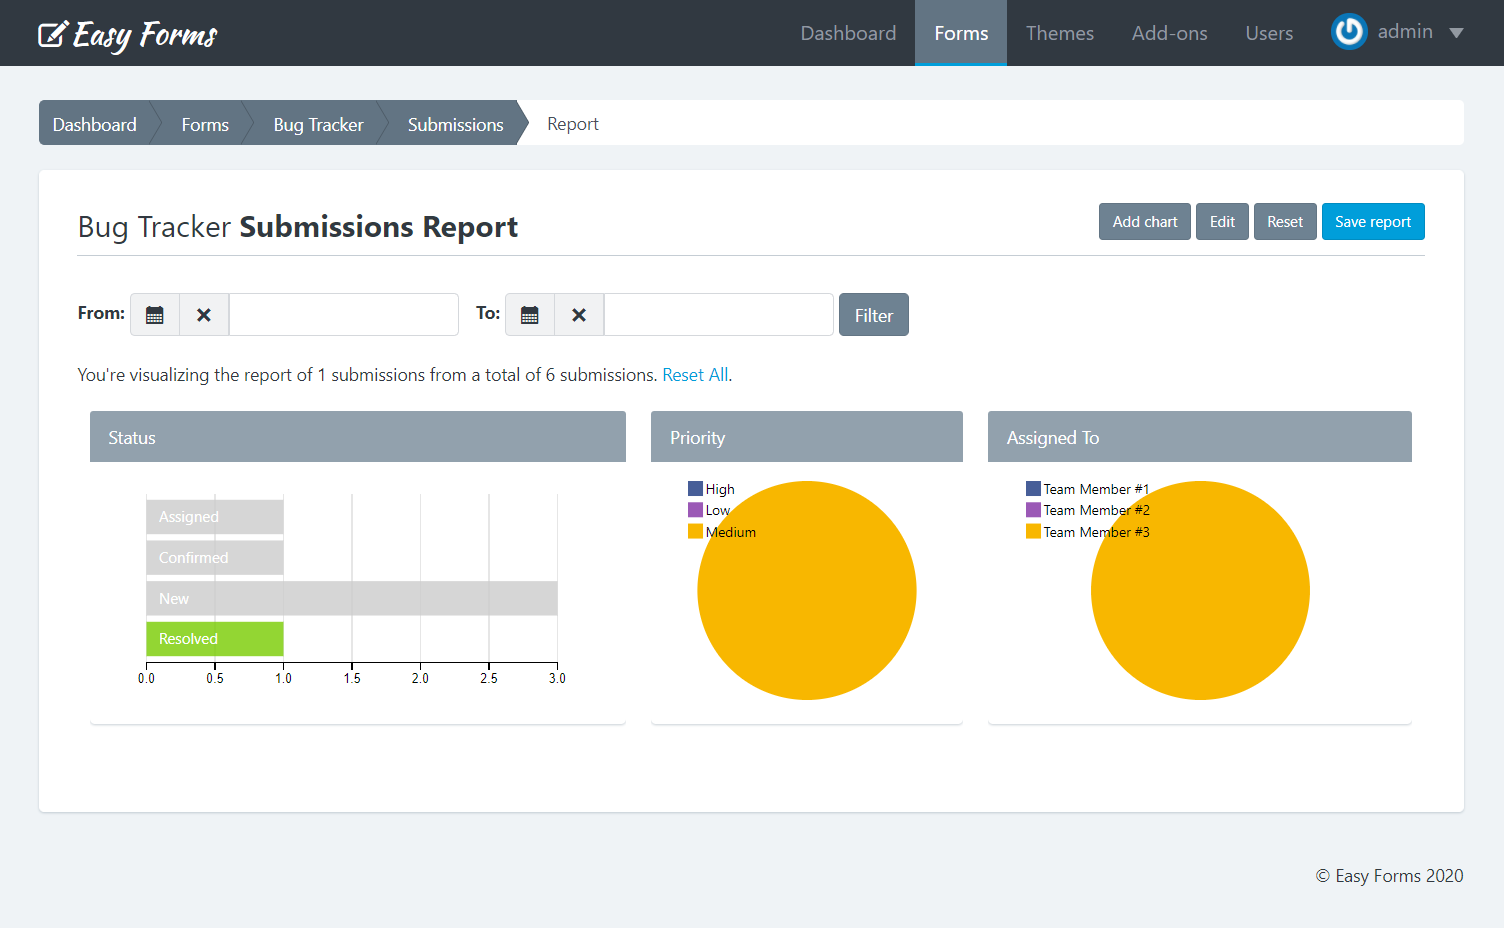 Easy Forms
Dashboard Forms Themes Add-ons Users admin
Dashboard Forms Bug Tracker Submissions Report
Bug Tracker Submissions Report
Add chart Edit Reset Save report
From: To: Filter
You're visualizing the report of 1 submissions from a total of 6 submissions. Reset All.
Status
Assigned
Confirmed
New
Resolved
0.0 0.5 1.0 1.5 2.0 2.5 3.0
Priority
High
Low
Medium
Assigned To
Team Member #1
Team Member #2
Team Member #3
© Easy Forms 2020